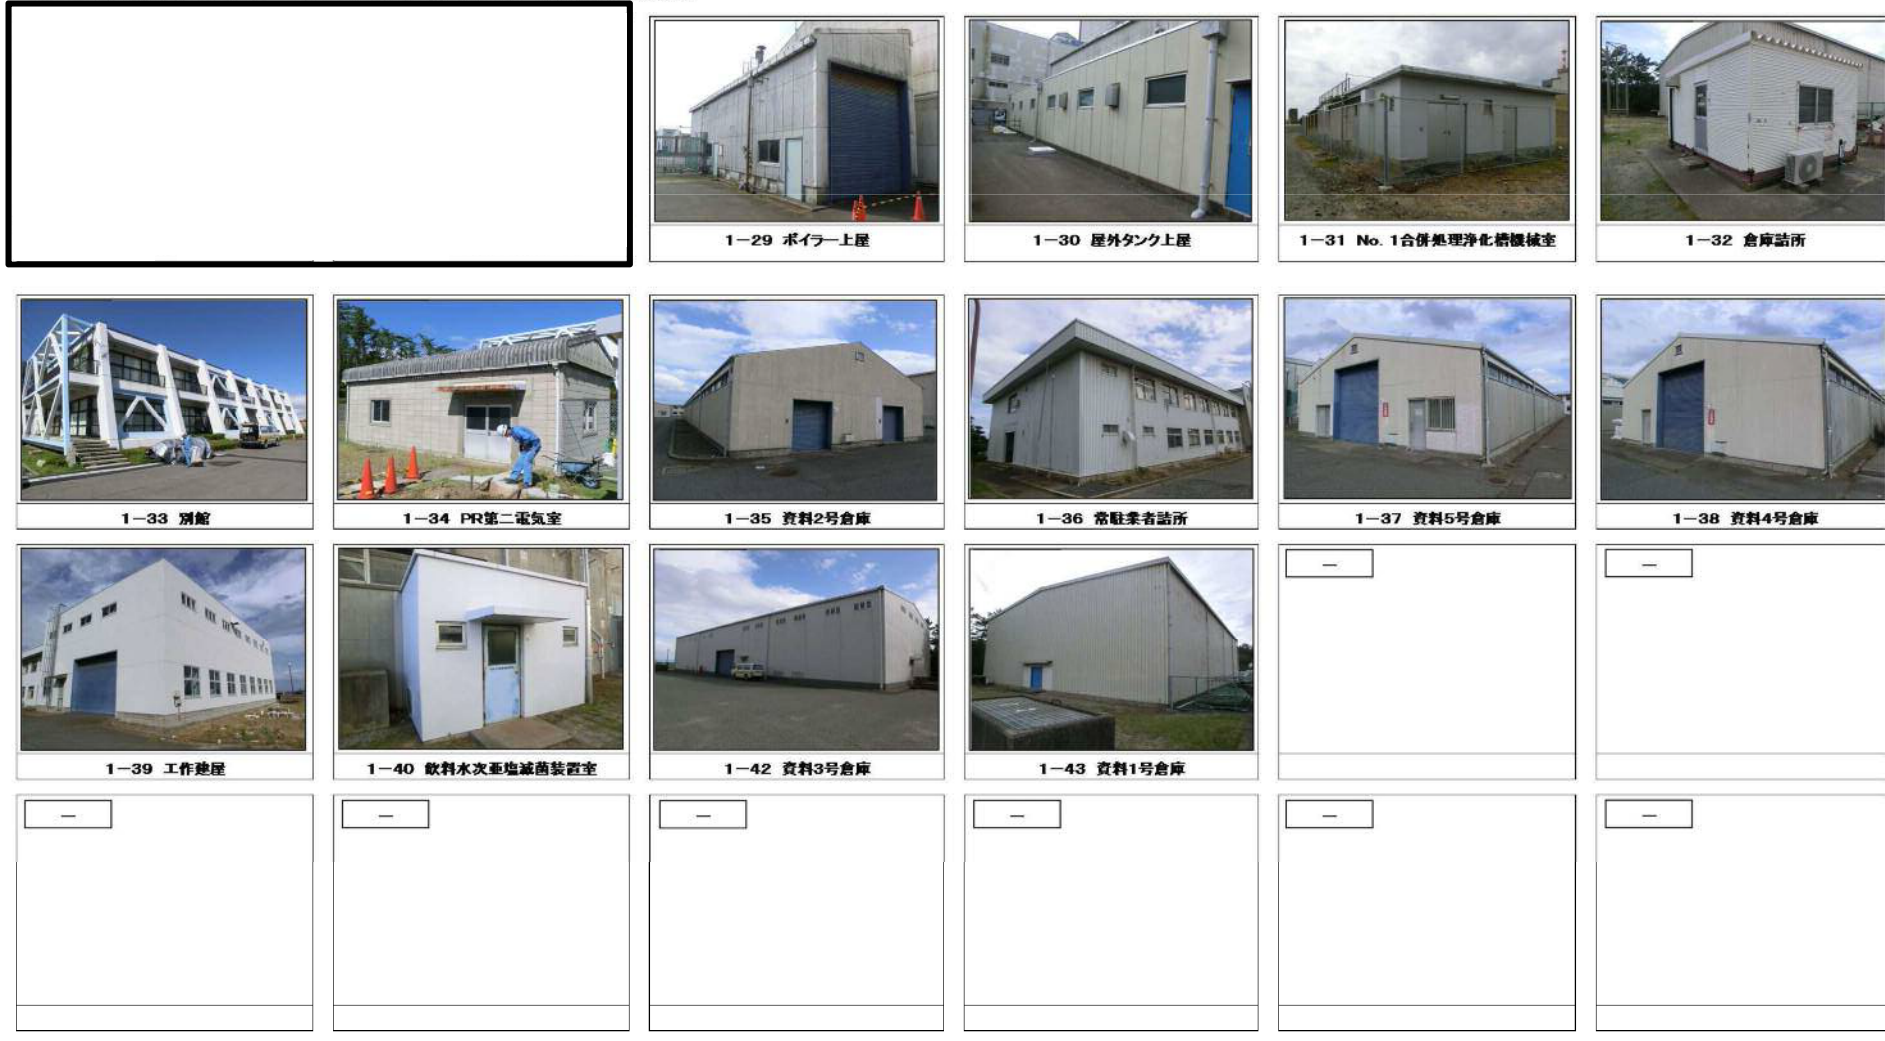 1-29 ボイラー上屋
1-30 屋外タンク上屋
1-31 No. 1合併処理浄化槽機械室
1-32 倉庫詰所
1-33 別館
1-34 PR第二電気室
1-35 資料2号倉庫
1-36 常駐業者詰所
1-37 資料5号倉庫
1-38 資料4号倉庫
1-39 工作建屋
1-40 飲料水次亜塩滅菌装置室
1-42 資料3号倉庫
1-43 資料1号倉庫
—
—
—
—
—
—
—
—